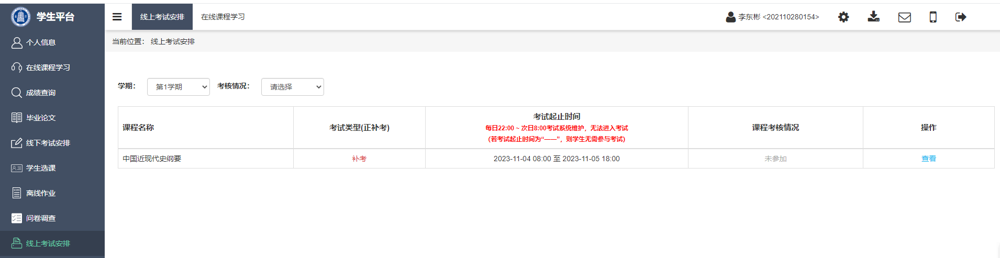 学生平台
线上考试安排
在线课程学习
李东彬 <202110280154>
个人信息
在线课程学习
成绩查询
毕业论文
线下考试安排
学生选课
离线作业
问卷调查
线上考试安排
当前位置： 线上考试安排
学期： 第1学期 考核情况： 请选择
课程名称
考试类型(正补考)
考试起止时间
每日22:00 ~ 次日8:00考试系统维护，无法进入考试
(若考试起止时间为“——”，则学生无需参与考试)
课程考核情况
操作
中国近现代史纲要
补考
2023-11-04 08:00 至 2023-11-05 18:00
未参加
查看